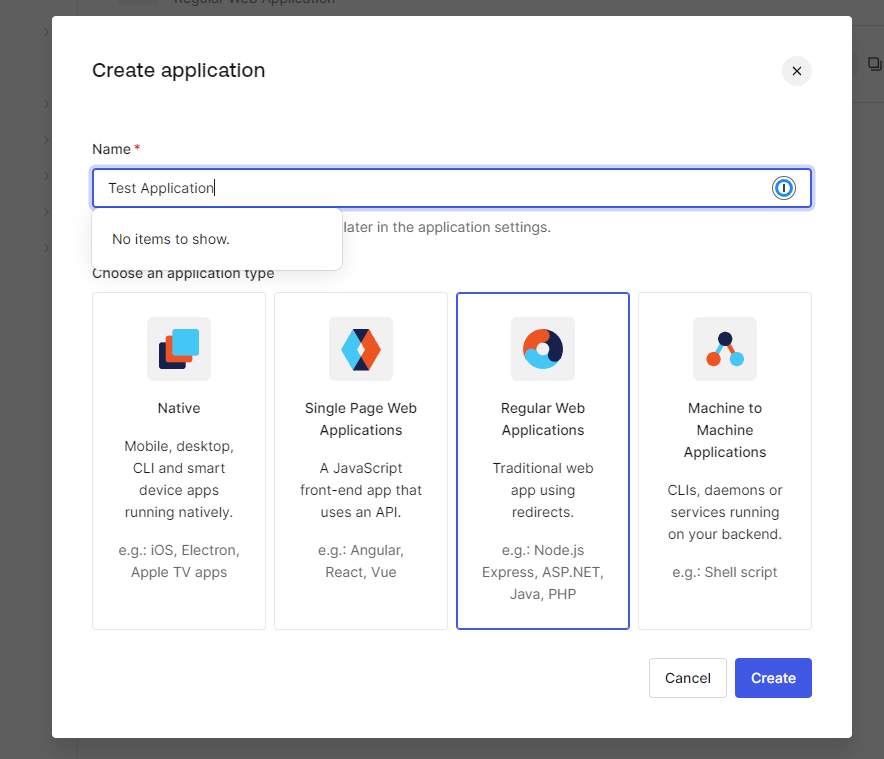 Regular Web Application
Create application
Name *
Test Application
later in the application settings.
No items to show.
Choose an application type
Native
Mobile, desktop,
CLI and smart
device apps
running natively.
e.g.: iOS, Electron,
Apple TV apps
Single Page Web
Applications
A JavaScript
front-end app that
uses an API.
e.g.: Angular,
React, Vue
Regular Web
Applications
Traditional web
app using
redirects.
e.g.: Node.js
Express, ASP.NET,
Java, PHP
Machine to
Machine
Applications
CLIs, daemons or
services running
on your backend.
e.g.: Shell script
Cancel
Create